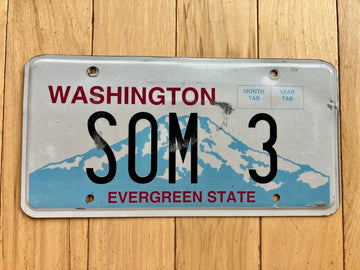 WASHINGTON
MONTH TAB
YEAR TAB
SOM 3
EVERGREEN STATE